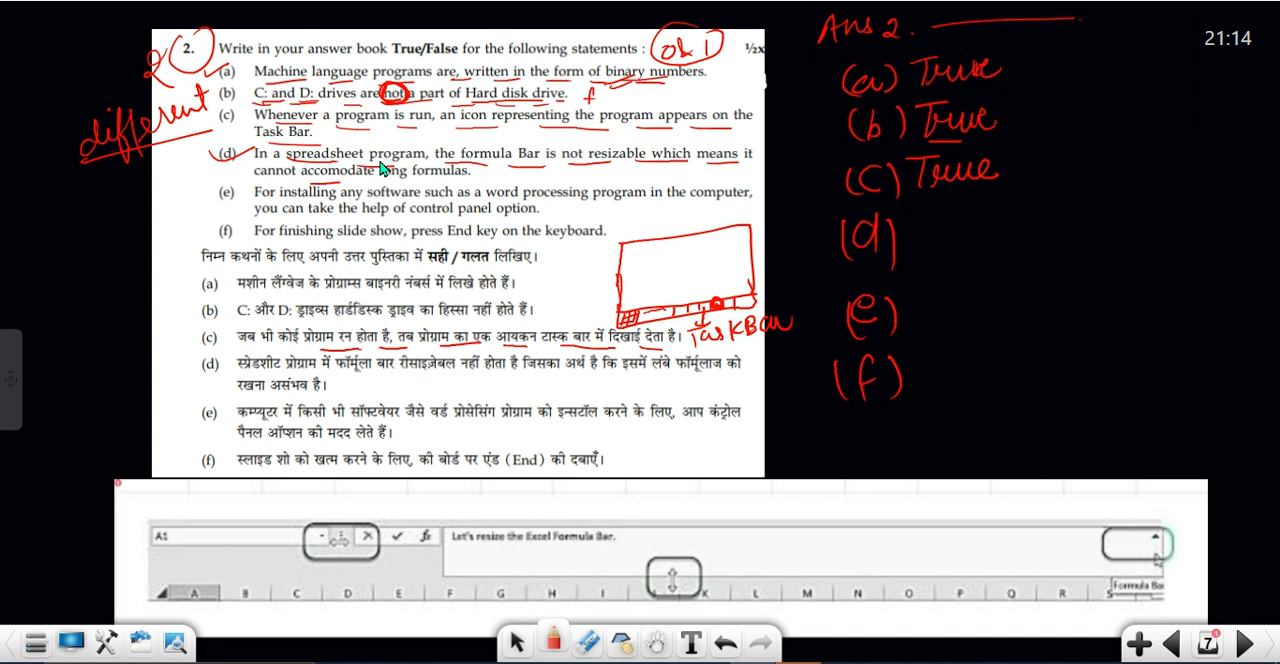 21:14
Ans 2.
2
2. Write in your answer book True/False for the following statements : ½x
(a) Machine language programs are, written in the form of binary numbers.
(b) C: and D: drives are not a part of Hard disk drive. f
(c) Whenever a program is run, an icon representing the program appears on the
Task Bar.
different
(d) In a spreadsheet program, the formula Bar is not resizable which means it
cannot accomodate long formulas.
(e) For installing any software such as a word processing program in the computer,
you can take the help of control panel option.
(f) For finishing slide show, press End key on the keyboard.
निम्न कथनों के लिए अपनी उत्तर पुस्तिका में सही / गलत लिखिए।
(a) मशीन लैंग्वेज के प्रोग्राम्स बाइनरी नंबर्स में लिखे होते हैं।
(b) C: और D: ड्राइव्स हार्डडिस्क ड्राइव का हिस्सा नहीं होते हैं।
(c) जब भी कोई प्रोग्राम रन होता है, तब प्रोग्राम का एक आयकन टास्क बार में दिखाई देता है।
(d) स्प्रेडशीट प्रोग्राम में फॉर्मूला बार रीसाइज़ेबल नहीं होता है जिसका अर्थ है कि इसमें लंबे फॉर्मूलाज को
रखना असंभव है।
(e) कम्प्यूटर में किसी भी सॉफ्टवेयर जैसे वर्ड प्रोसेसिंग प्रोग्राम को इन्सटॉल करने के लिए, आप कंट्रोल
पैनल ऑप्शन की मदद लेते हैं।
(f) स्लाइड शो को खत्म करने के लिए, की बोर्ड पर एंड (End) की दबाएँ।
TaskBar
(a) True
(b) True
(c) True
(d)
(e)
(f)
A1 fx Let's resize the Excel Formula Bar.
Formula Bar
A B C D E F G H I K L M N O P Q R S
T 7